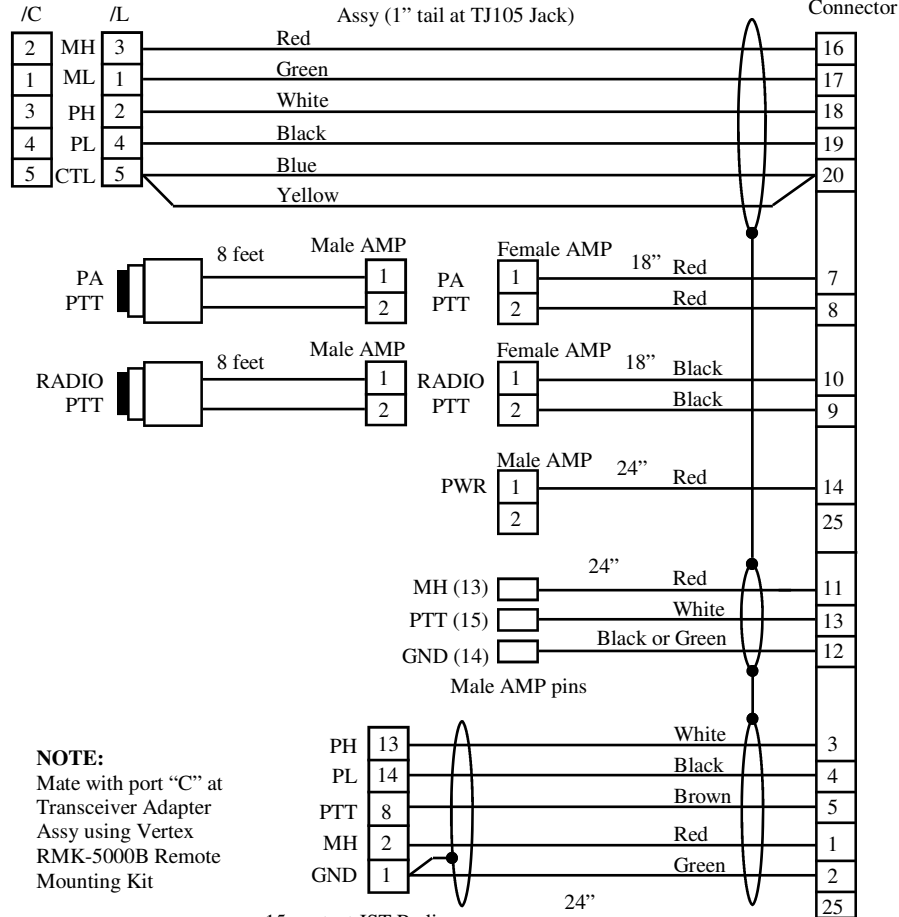 /C /L Assy (1” tail at TJ105 Jack) Connector
2 MH 3 Red 16
1 ML 1 Green 17
3 PH 2 White 18
4 PL 4 Black 19
5 CTL 5 Blue 20
Yellow
8 feet Male AMP Female AMP 18” Red
PA PTT 1 PA PTT 1 7
2 2 Red 8
8 feet Male AMP Female AMP 18” Black
RADIO PTT 1 RADIO PTT 1 10
2 2 Black 9
Male AMP 24” Red
PWR 1 14
2 25
24”
MH (13) Red 11
PTT (15) White 13
GND (14) Black or Green 12
Male AMP pins
PH 13 White 3
PL 14 Black 4
PTT 8 Brown 5
MH 2 Red 1
GND 1 Green 2
24” 25
NOTE:
Mate with port “C” at
Transceiver Adapter
Assy using Vertex
RMK-5000B Remote
Mounting Kit